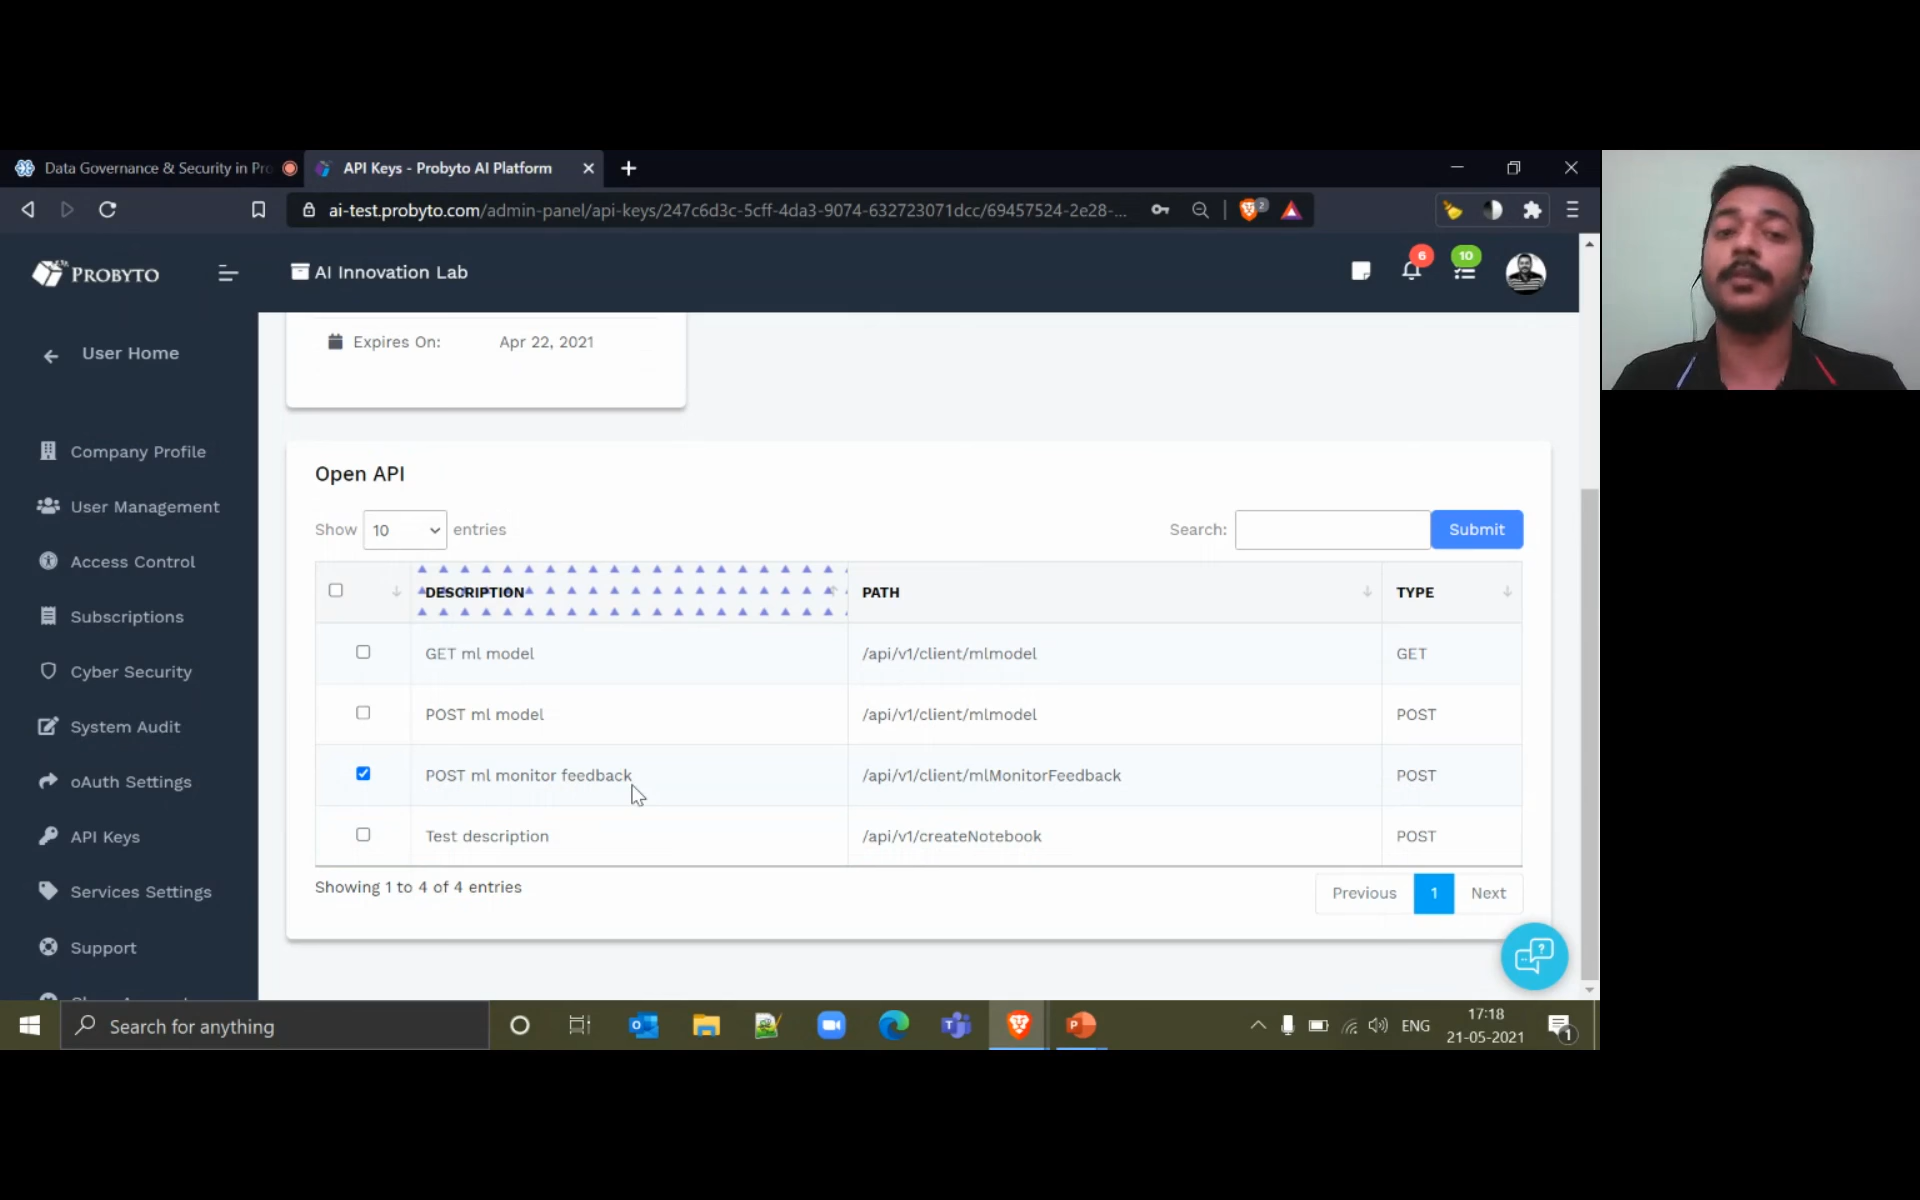 Data Governance & Security in Pro
API Keys - Probyto AI Platform
ai-test.probyto.com/admin-panel/api-keys/247c6d3c-5cff-4da3-9074-632723071dcc/69457524-2e28-...
2
PROBYTO
AI Innovation Lab
6
10
User Home
Company Profile
User Management
Access Control
Subscriptions
Cyber Security
System Audit
oAuth Settings
API Keys
Services Settings
Support
Expires On: Apr 22, 2021
Open API
Show 10 entries
Search: Submit
DESCRIPTION PATH TYPE
GET ml model /api/v1/client/mlmodel GET
POST ml model /api/v1/client/mlmodel POST
POST ml monitor feedback /api/v1/client/mlMonitorFeedback POST
Test description /api/v1/createNotebook POST
Showing 1 to 4 of 4 entries
Previous 1 Next
Search for anything
ENG
17:18
21-05-2021
1